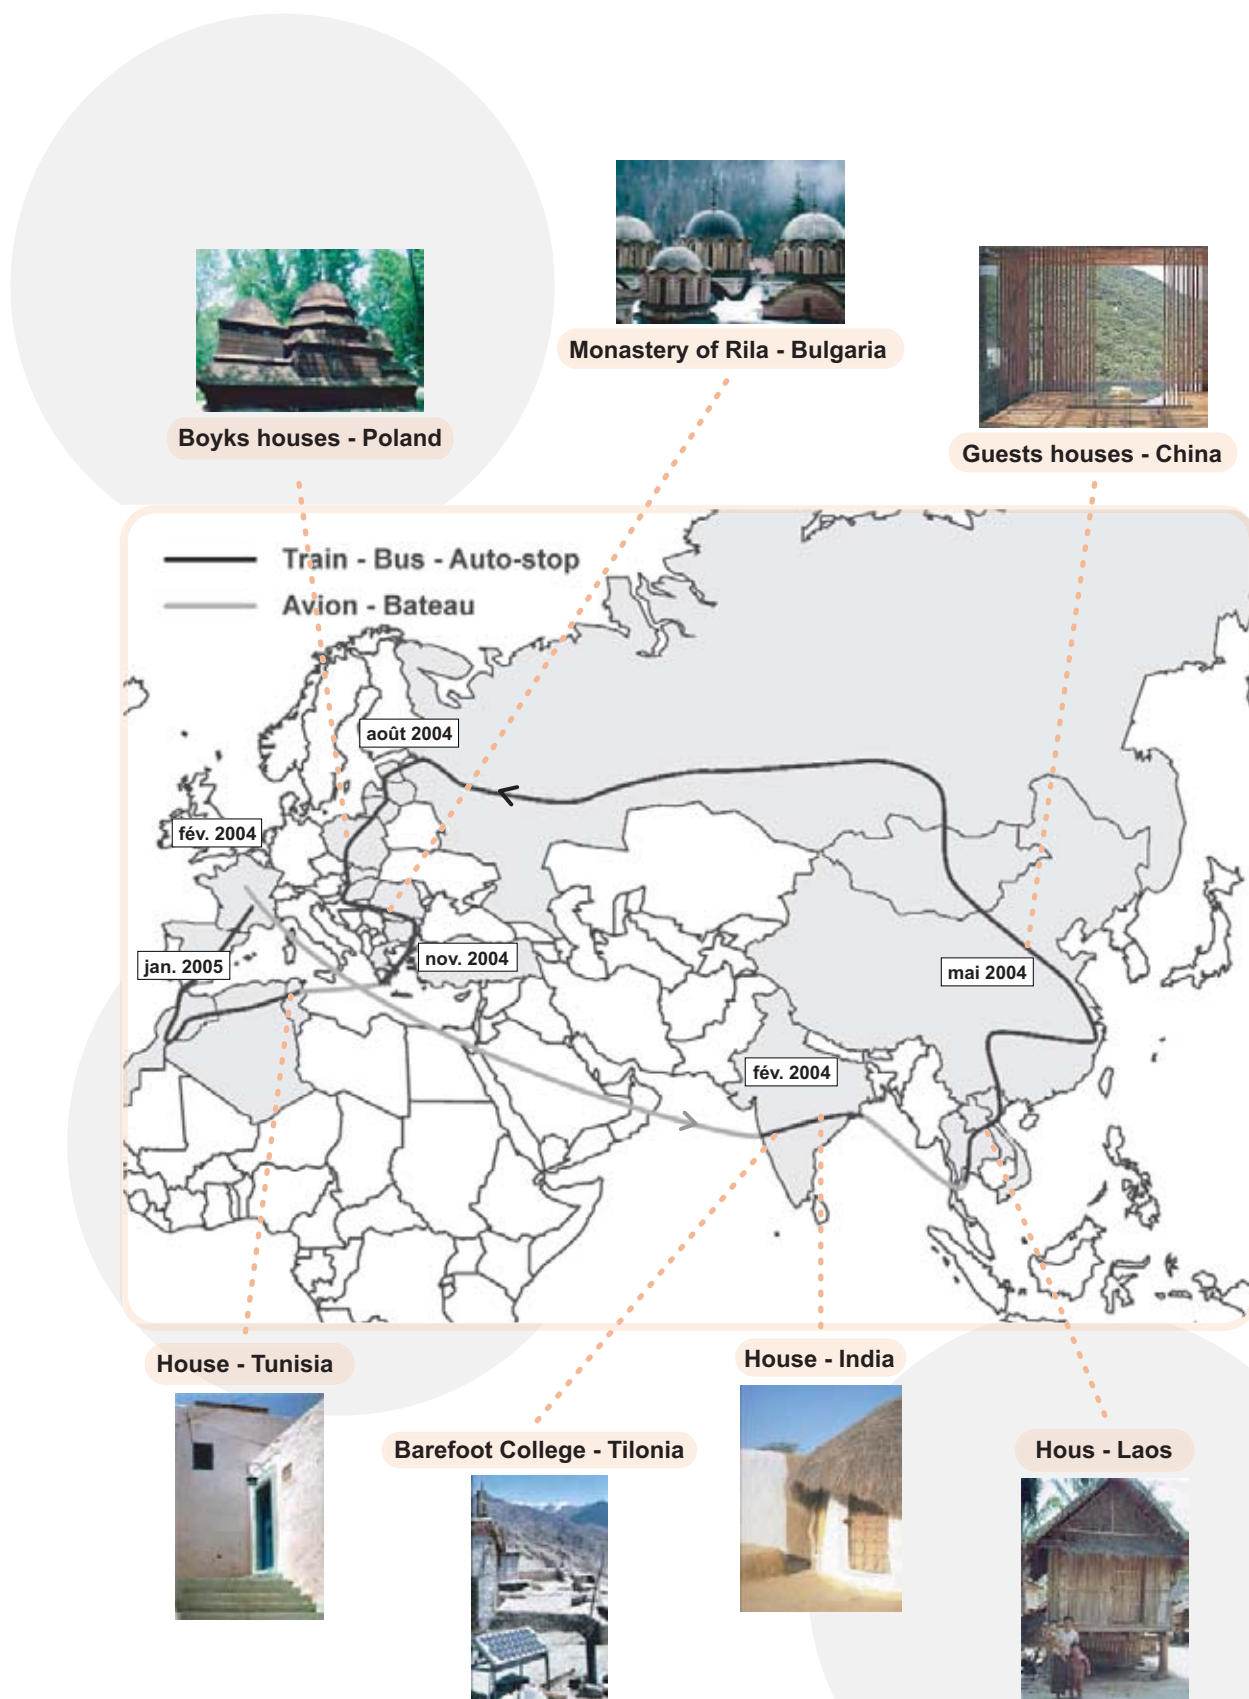 Monastery of Rila - Bulgaria
Boyks houses - Poland
Guests houses - China
Train - Bus - Auto-stop
Avion - Bateau
août 2004
fév. 2004
jan. 2005
nov. 2004
mai 2004
fév. 2004
House - Tunisia
House - India
Barefoot College - Tilonia
Hous - Laos